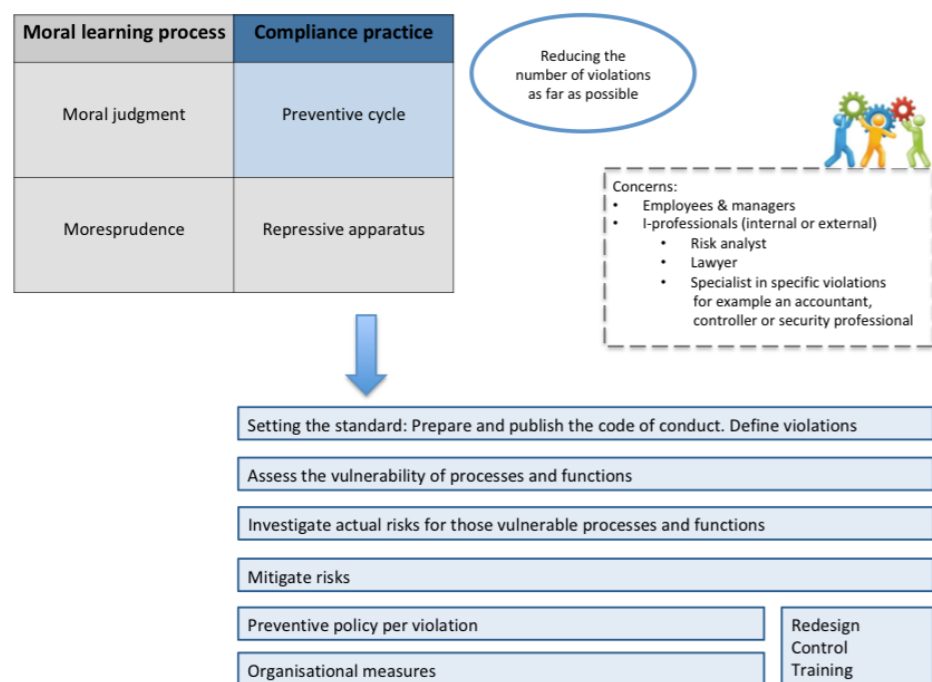 Moral learning process
Compliance practice
Moral judgment
Preventive cycle
Moresprudence
Repressive apparatus
Reducing the
number of violations
as far as possible
Concerns:
• Employees & managers
• I-professionals (internal or external)
• Risk analyst
• Lawyer
• Specialist in specific violations
for example an accountant,
controller or security professional
Setting the standard: Prepare and publish the code of conduct. Define violations
Assess the vulnerability of processes and functions
Investigate actual risks for those vulnerable processes and functions
Mitigate risks
Preventive policy per violation
Organisational measures
Redesign
Control
Training